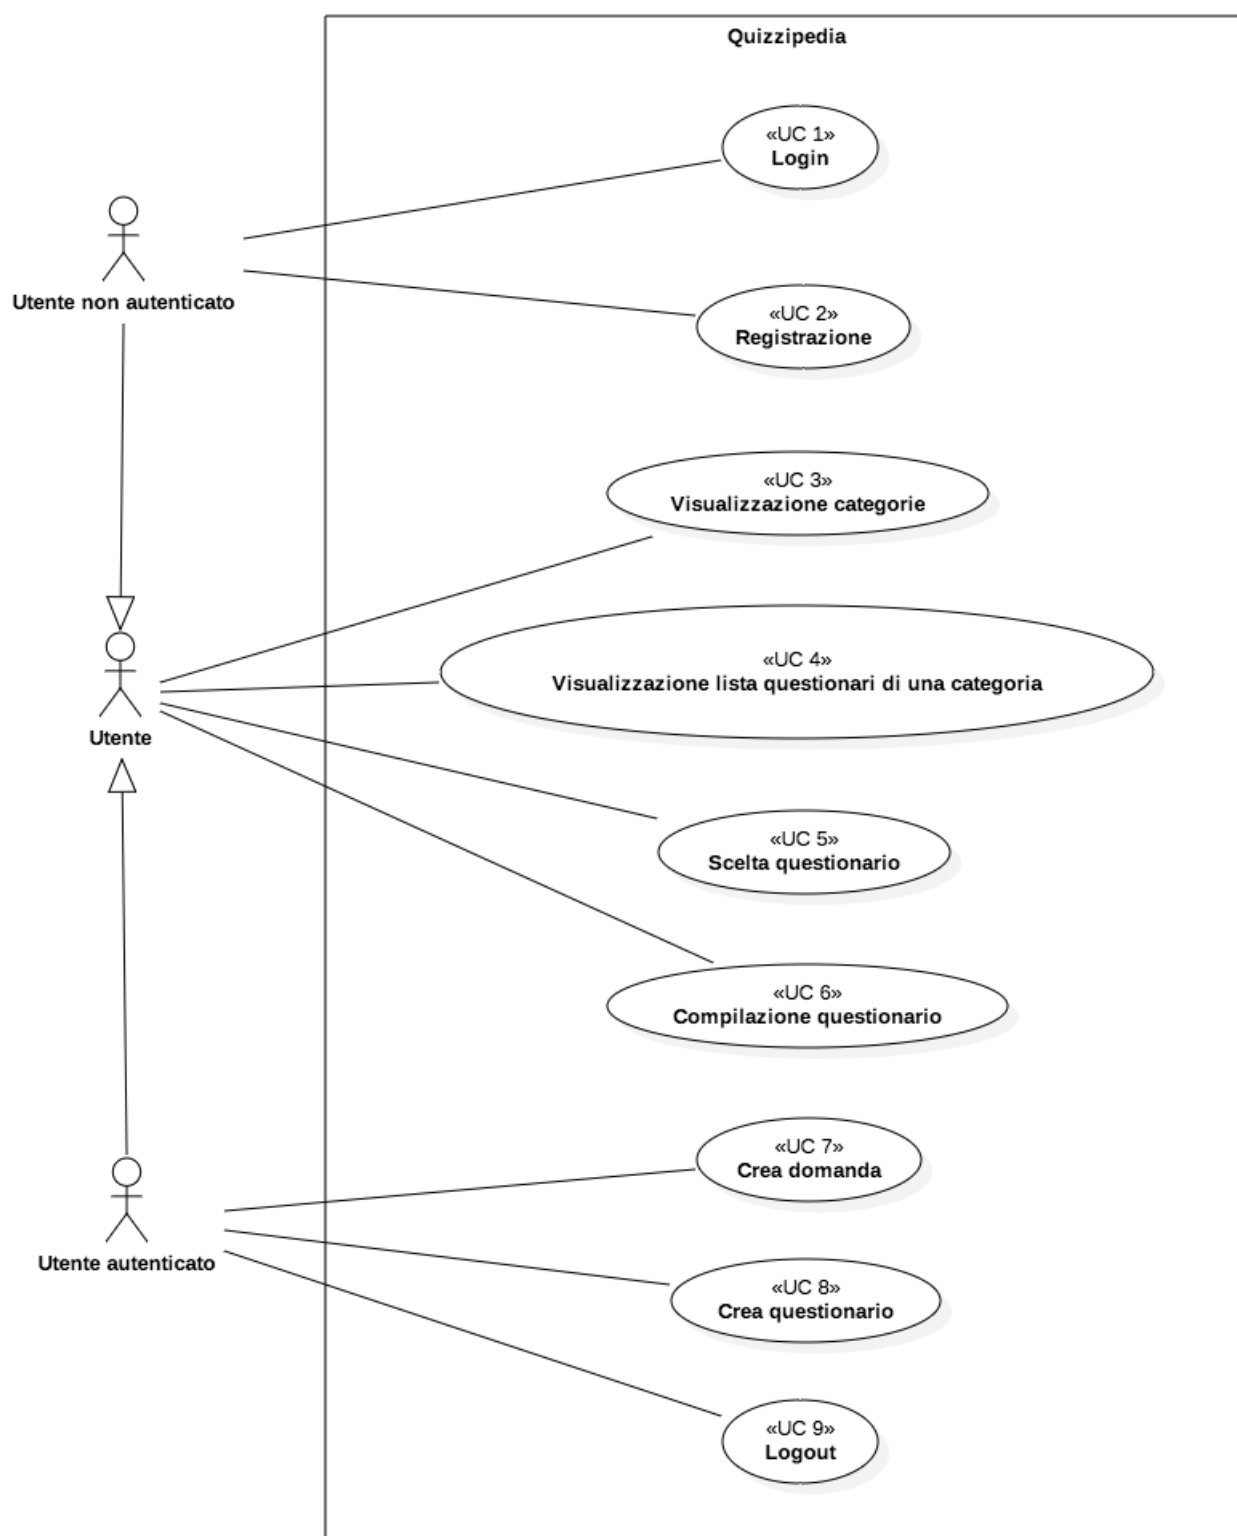 Quizzipedia
«UC 1»
Login
Utente non autenticato
«UC 2»
Registrazione
«UC 3»
Visualizzazione categorie
«UC 4»
Visualizzazione lista questionari di una categoria
Utente
«UC 5»
Scelta questionario
«UC 6»
Compilazione questionario
«UC 7»
Crea domanda
Utente autenticato
«UC 8»
Crea questionario
«UC 9»
Logout